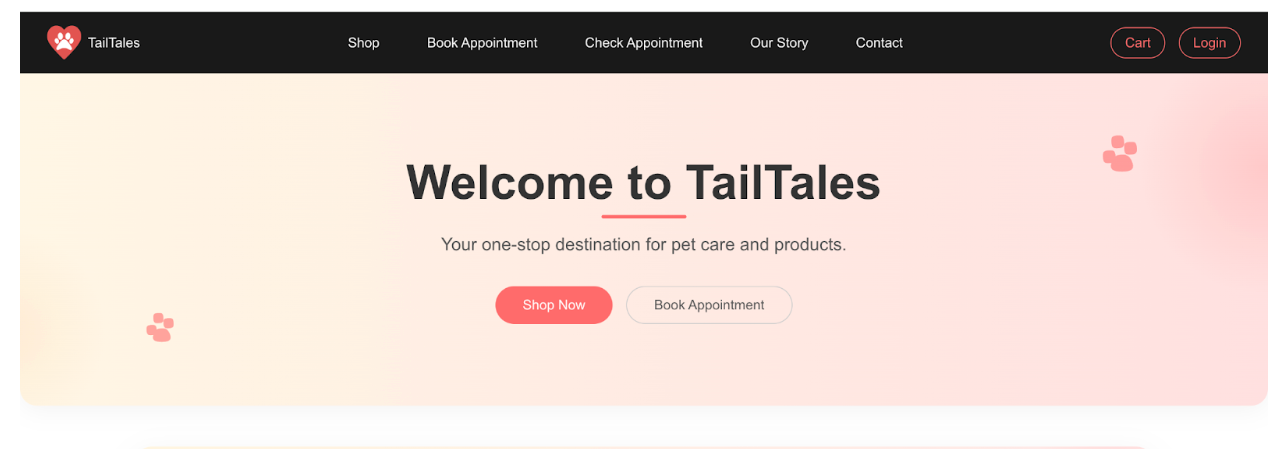 TailTales Shop Book Appointment Check Appointment Our Story Contact Cart Login
Welcome to TailTales
Your one-stop destination for pet care and products.
Shop Now Book Appointment